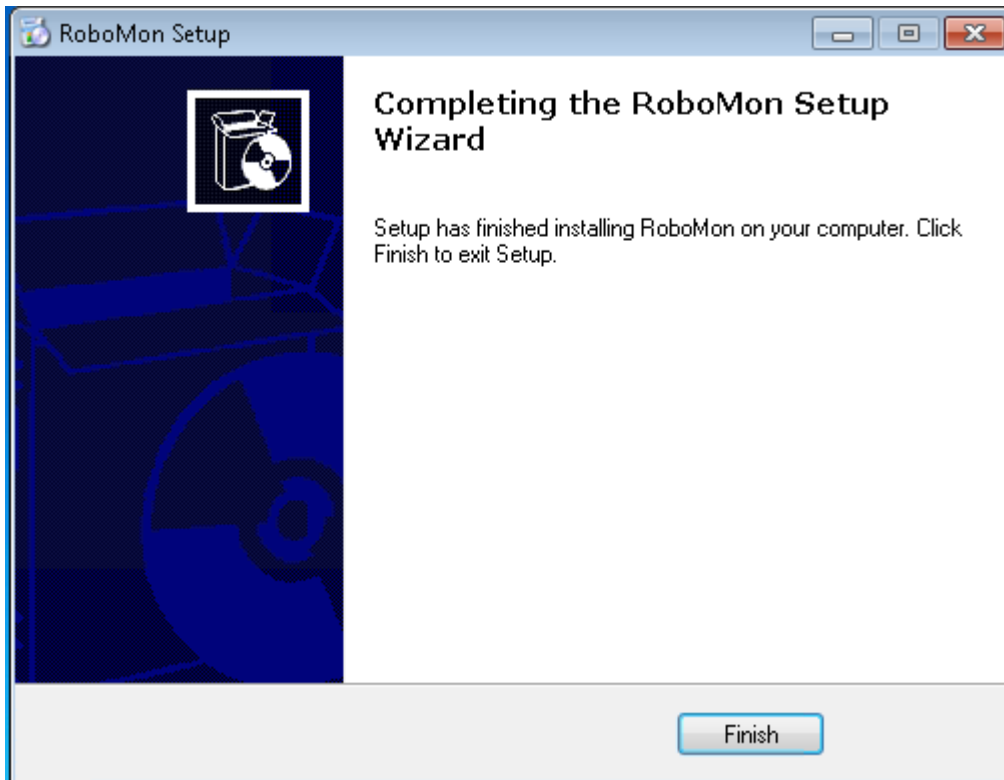 RoboMon Setup
Completing the RoboMon Setup
Wizard
Setup has finished installing RoboMon on your computer. Click
Finish to exit Setup.
Finish